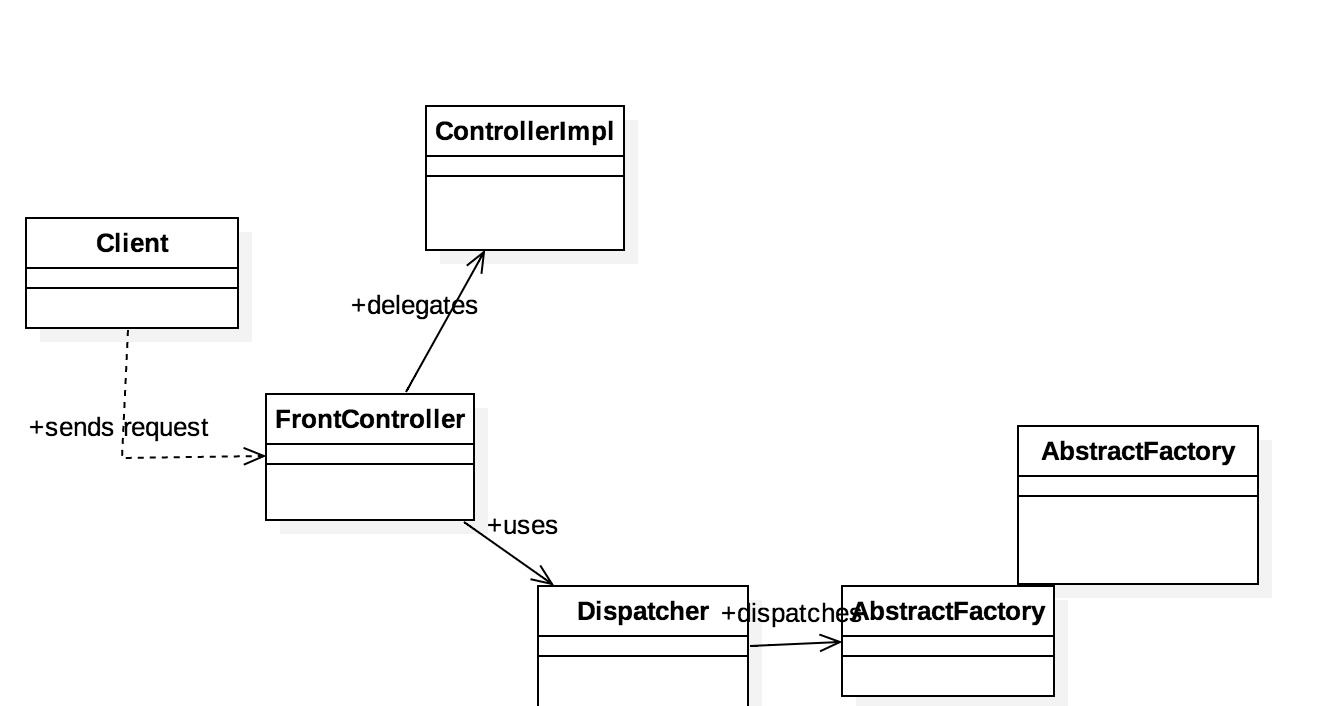 ControllerImpl
Client
+delegates
+sends request
FrontController
AbstractFactory
+uses
Dispatcher
+dispatches
AbstractFactory